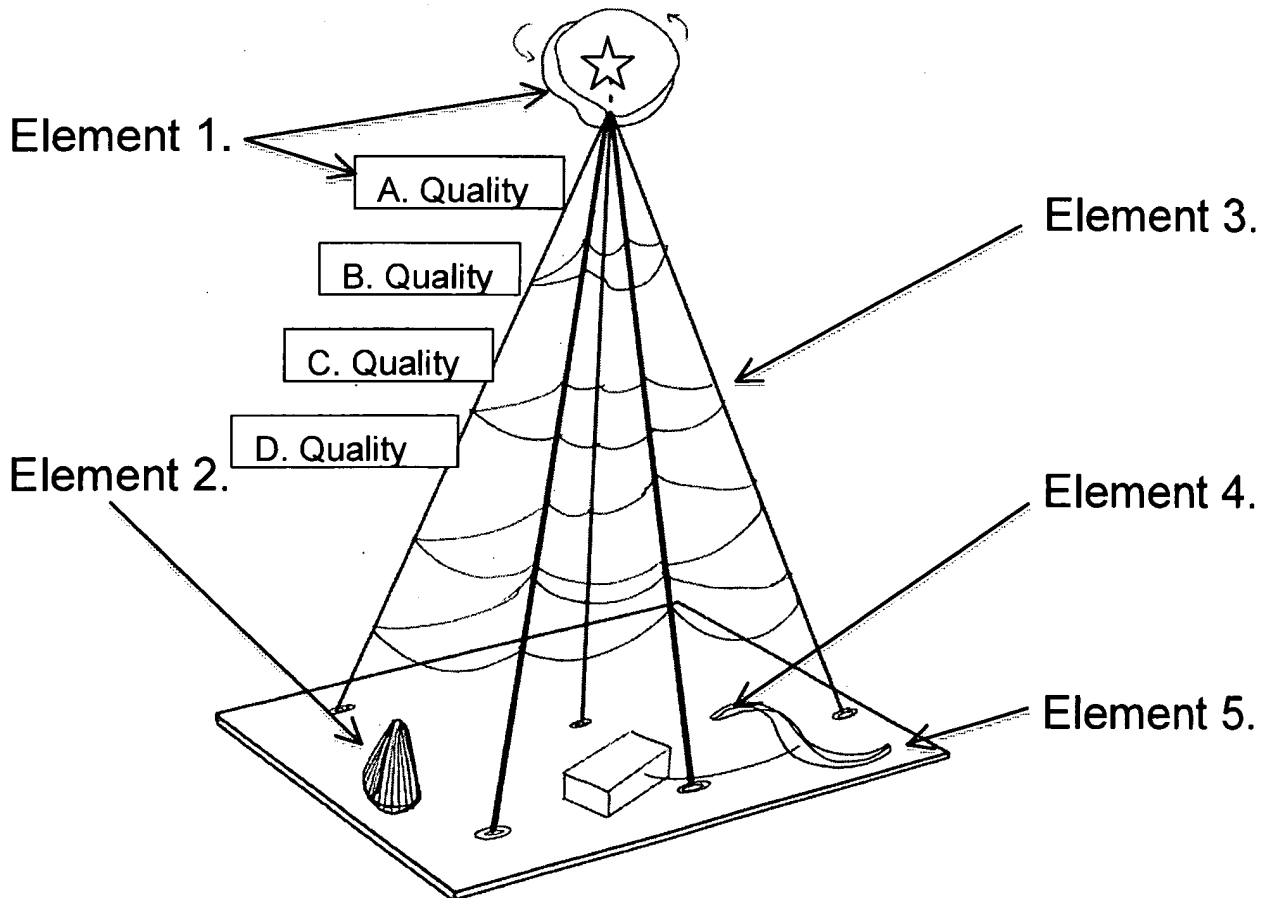 Element 1.
A. Quality
Element 3.
B. Quality
C. Quality
D. Quality
Element 2.
Element 4.
Element 5.